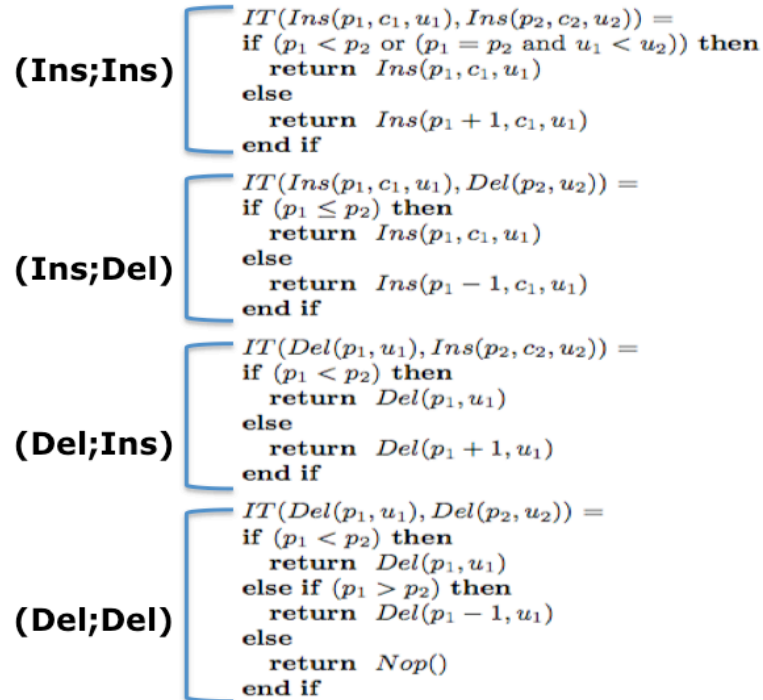 (Ins;Ins)
IT(Ins(p₁, c₁, u₁), Ins(p₂, c₂, u₂)) =
if (p₁ < p₂ or (p₁ = p₂ and u₁ < u₂)) then
return Ins(p₁, c₁, u₁)
else
return Ins(p₁ + 1, c₁, u₁)
end if
(Ins;Del)
IT(Ins(p₁, c₁, u₁), Del(p₂, u₂)) =
if (p₁ ≤ p₂) then
return Ins(p₁, c₁, u₁)
else
return Ins(p₁ − 1, c₁, u₁)
end if
(Del;Ins)
IT(Del(p₁, u₁), Ins(p₂, c₂, u₂)) =
if (p₁ < p₂) then
return Del(p₁, u₁)
else
return Del(p₁ + 1, u₁)
end if
(Del;Del)
IT(Del(p₁, u₁), Del(p₂, u₂)) =
if (p₁ < p₂) then
return Del(p₁, u₁)
else if (p₁ > p₂) then
return Del(p₁ − 1, u₁)
else
return Nop()
end if